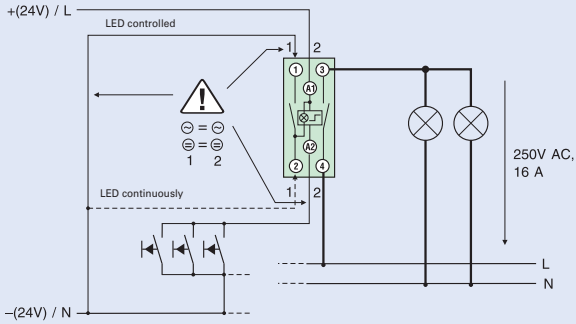 +(24V) / L
LED controlled
1 2
1 3
A1
!
~ = ~
= = =
1 2
A2
2 4
250V AC,
16 A
LED continuously
1 2
L
N
–(24V) / N